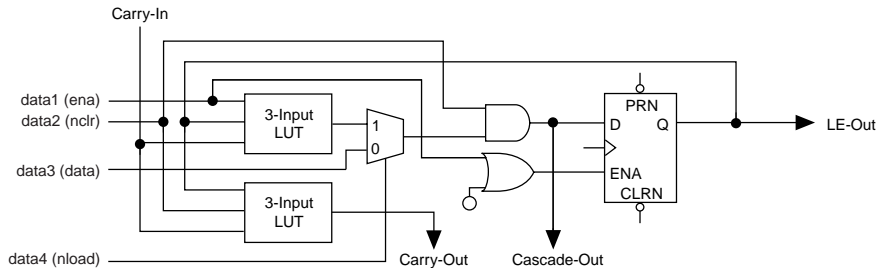 Carry-In
data1 (ena)
data2 (nclr)
3-Input
LUT
1
0
data3 (data)
3-Input
LUT
data4 (nload)
Carry-Out
Cascade-Out
PRN
D
Q
ENA
CLRN
LE-Out